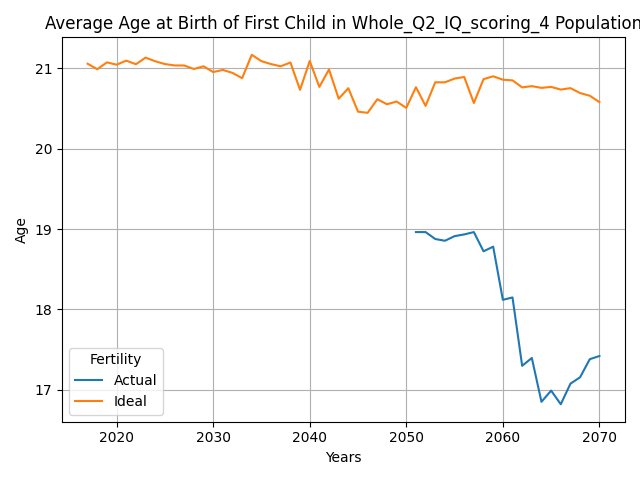 Average Age at Birth of First Child in Whole_Q2_IQ_scoring_4 Population
21
20
19
18
17
Age
Fertility
Actual
Ideal
2020 2030 2040 2050 2060 2070
Years